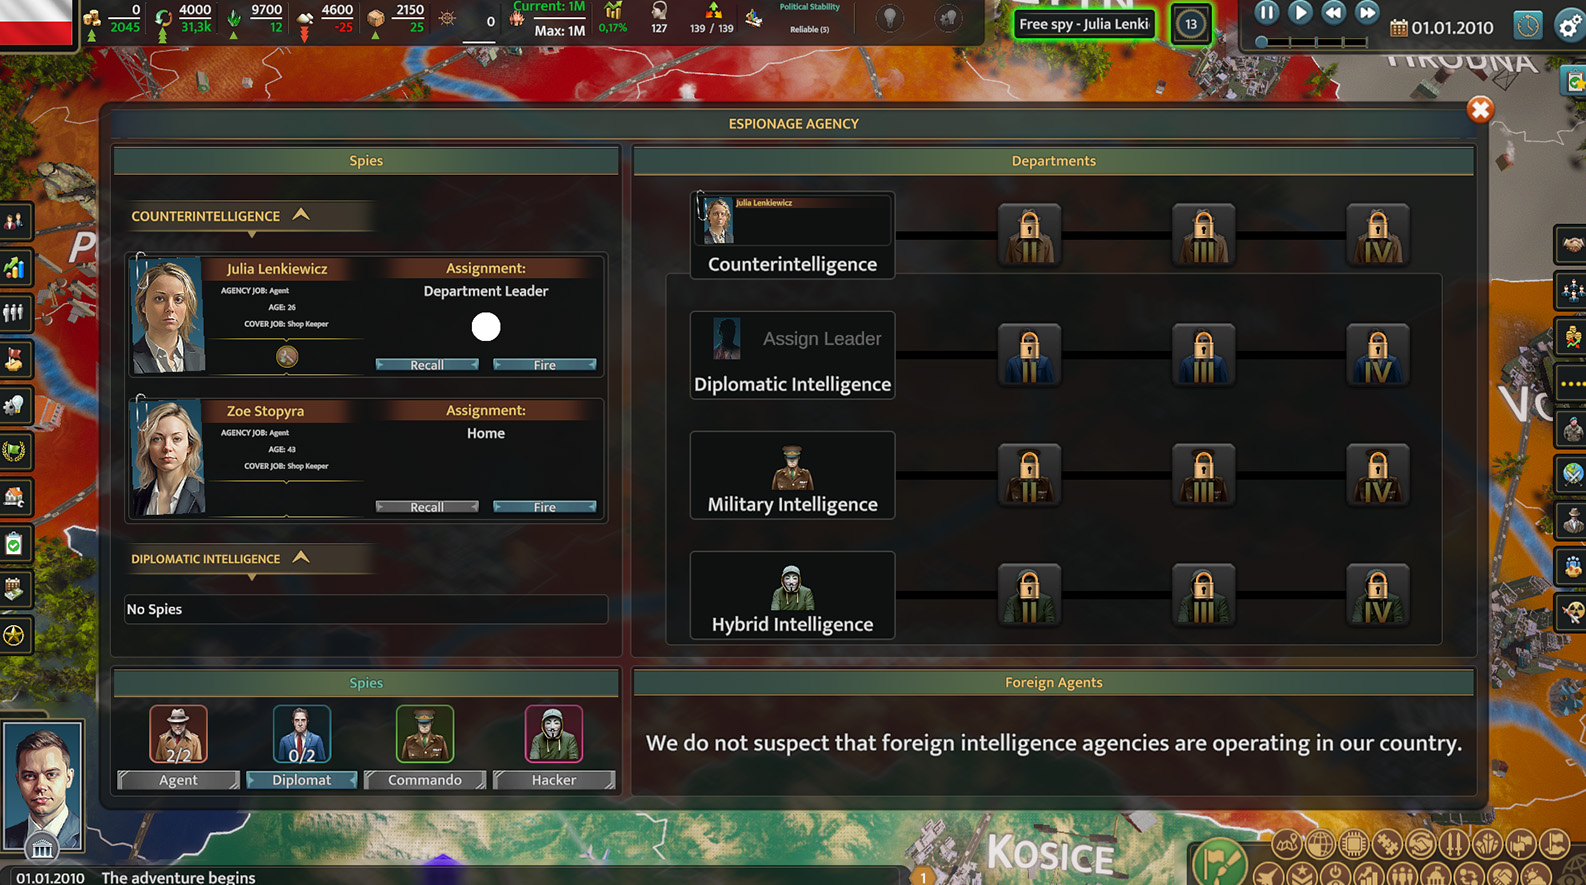 0
2045
4000
31,3k
9700
12
4600
-25
2150
25
0
Current: 1M
Max: 1M
0,17%
127
139 / 139
Political Stability
Reliable (5)
Free spy - Julia Lenki
13
01.01.2010
ESPIONAGE AGENCY
Spies
COUNTERINTELLIGENCE
Julia Lenkiewicz
AGENCY JOB: Agent
AGE: 26
COVER JOB: Shop Keeper
Assignment:
Department Leader
Recall
Fire
Zoe Stopyra
AGENCY JOB: Agent
AGE: 43
COVER JOB: Shop Keeper
Assignment:
Home
Recall
Fire
DIPLOMATIC INTELLIGENCE
No Spies
Departments
Julia Lenkiewicz
Counterintelligence
II
III
IV
Assign Leader
Diplomatic Intelligence
II
III
IV
Military Intelligence
II
III
IV
Hybrid Intelligence
II
III
IV
Spies
2/2
0/2
Agent
Diplomat
Commando
Hacker
Foreign Agents
We do not suspect that foreign intelligence agencies are operating in our country.
KOSICE
01.01.2010 The adventure begins
1